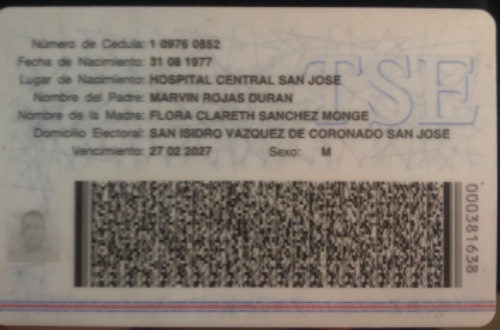 Número de Cédula: 1 0976 0852
Fecha de Nacimiento: 31 08 1977
Lugar de Nacimiento: HOSPITAL CENTRAL SAN JOSE
Nombre del Padre: MARVIN ROJAS DURAN
Nombre de la Madre: FLORA CLARETH SANCHEZ MONGE
Domicilio Electoral: SAN ISIDRO VAZQUEZ DE CORONADO SAN JOSE
Vencimiento: 27 02 2027 Sexo: M
TSE
000381638